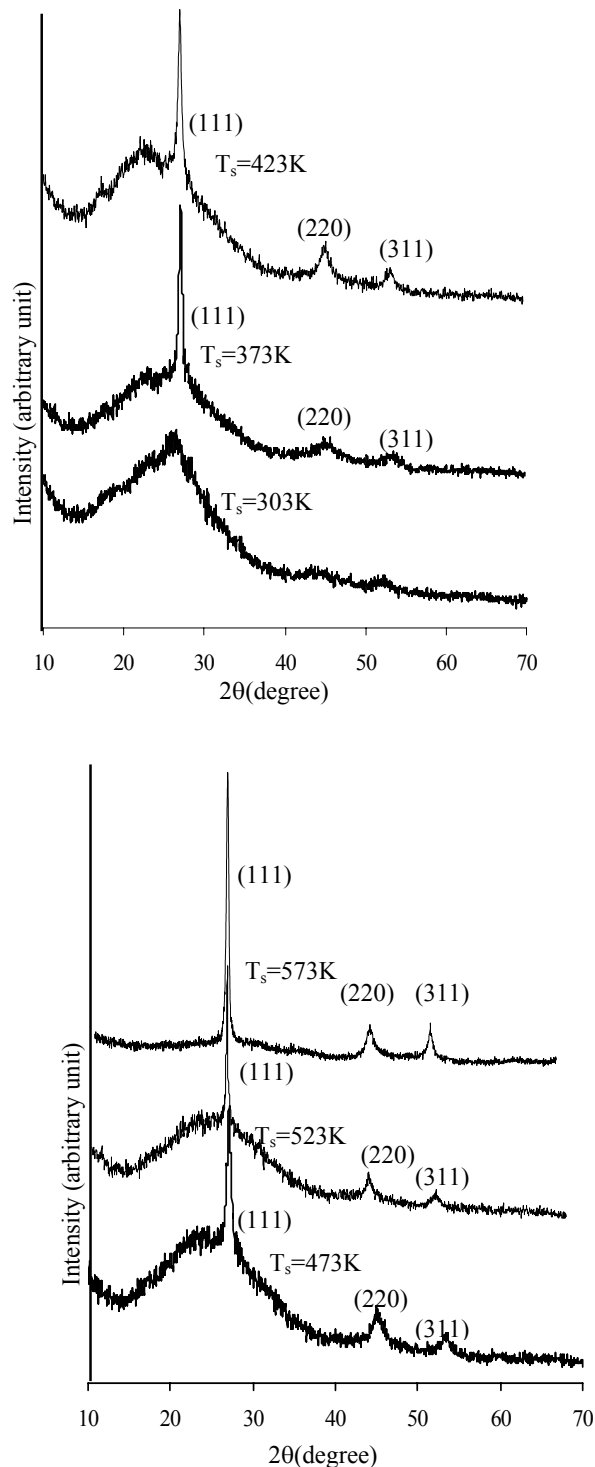 (111)
Tₛ=423K
(220)
(311)
(111)
Tₛ=373K
(220)
(311)
Tₛ=303K
Intensity (arbitrary unit)
10 20 30 40 50 60 70
2θ(degree)
(111)
Tₛ=573K
(220) (311)
(111)
Tₛ=523K
(220)
(311)
(111)
Tₛ=473K
(220)
(311)
Intensity (arbitrary unit)
10 20 30 40 50 60 70
2θ(degree)